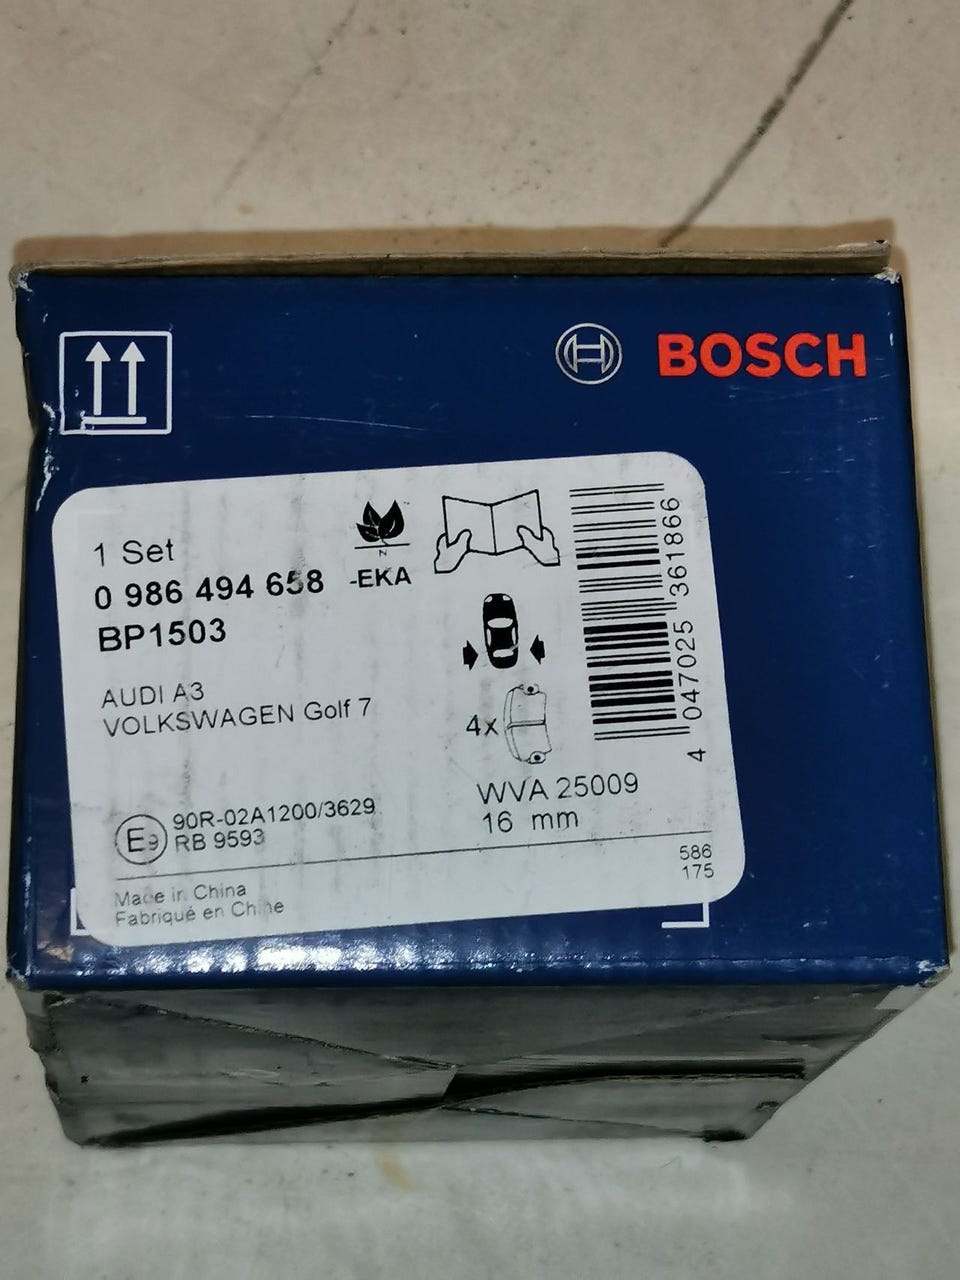 BOSCH
1 Set
0 986 494 658 -EKA
BP1503
AUDI A3
VOLKSWAGEN Golf 7
N
4x
WVA 25009
16 mm
E9
90R-02A1200/3629
RB 9593
586
175
Made in China
Fabriqué en Chine
4 047025 361866